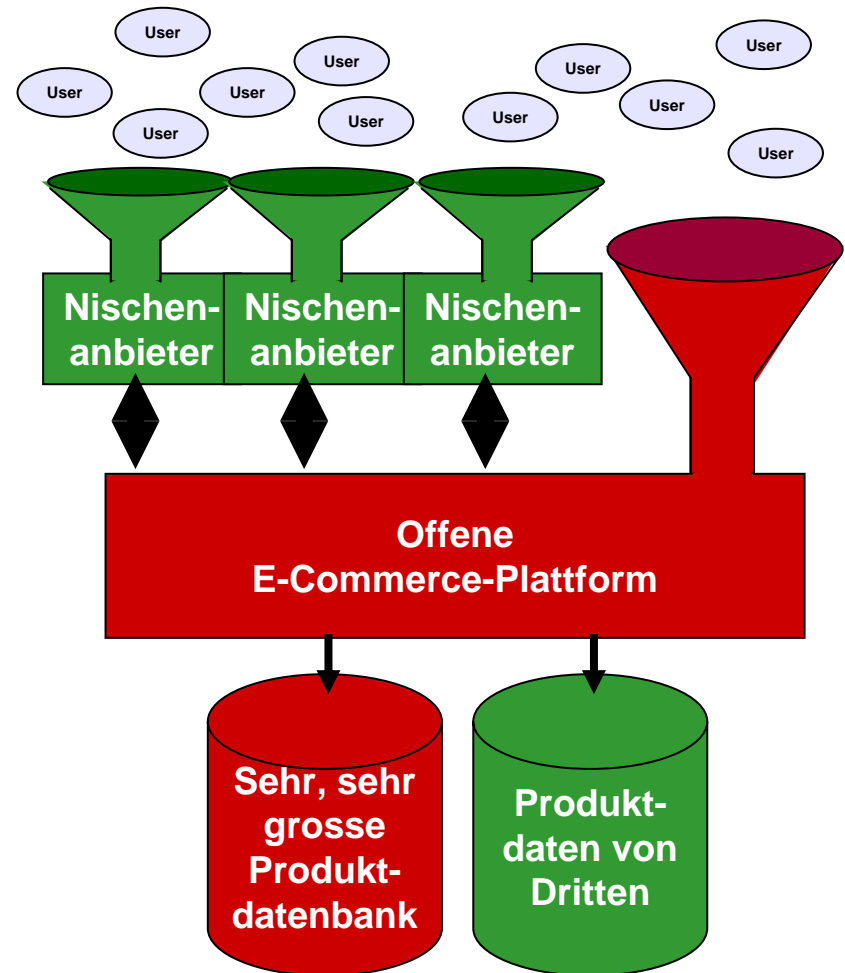 User
User
User
User
User
User
User
User
User
User
User
User
Nischen-
anbieter
Nischen-
anbieter
Nischen-
anbieter
Offene
E-Commerce-Plattform
Sehr, sehr
grosse
Produkt-
datenbank
Produkt-
daten von
Dritten